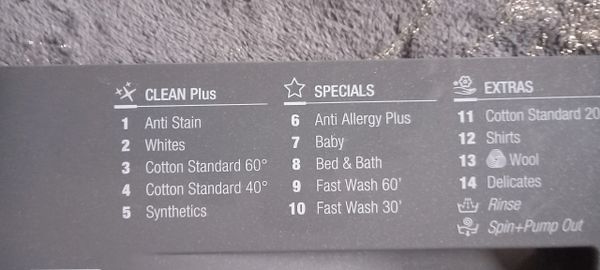 CLEAN Plus
1 Anti Stain
2 Whites
3 Cotton Standard 60°
4 Cotton Standard 40°
5 Synthetics
SPECIALS
6 Anti Allergy Plus
7 Baby
8 Bed & Bath
9 Fast Wash 60'
10 Fast Wash 30'
EXTRAS
11 Cotton Standard 20
12 Shirts
13 Wool
14 Delicates
Rinse
Spin+Pump Out